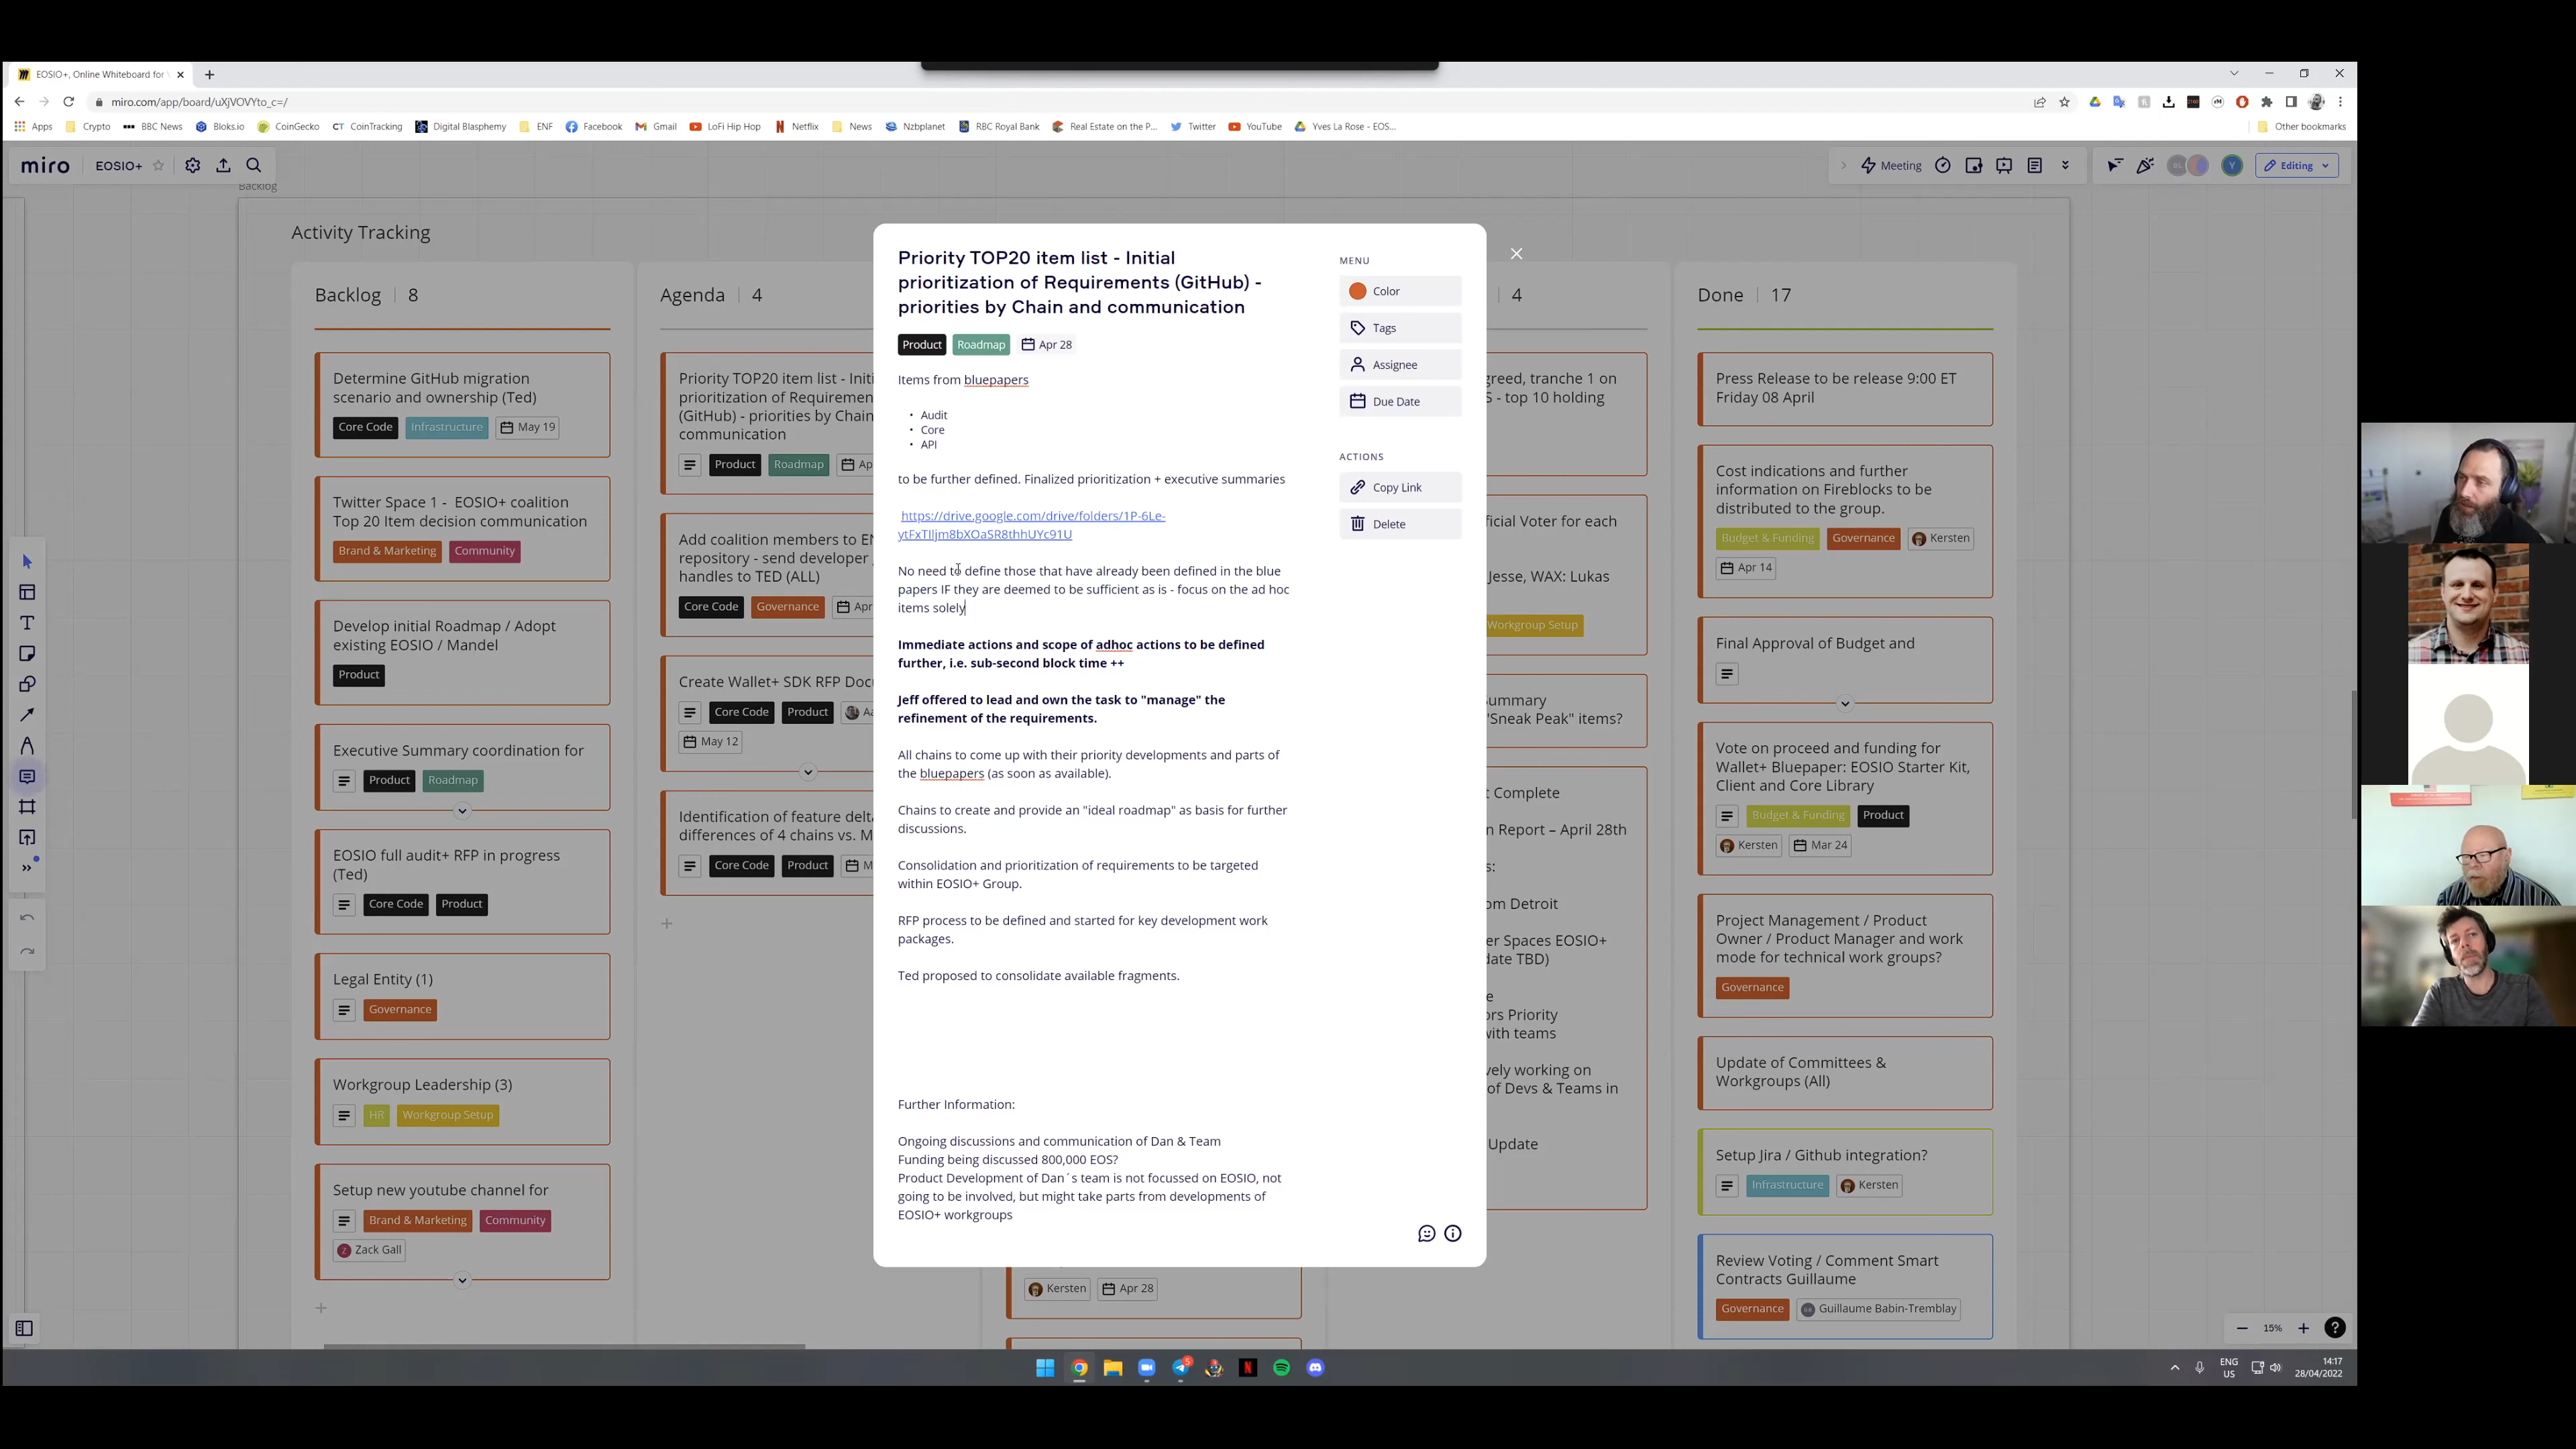 EOSIO+, Online Whiteboard for
miro.com/app/board/uXjVOVYto_c=/
Apps Crypto BBC News Bloks.io CoinGecko CT CoinTracking Digital Blasphemy ENF Facebook Gmail LoFi Hip Hop Netflix News Nzbplanet RBC Royal Bank Real Estate on the P... Twitter YouTube Yves La Rose - EOS... Other bookmarks
miro EOSIO+ Meeting Y Editing
Backlog
Activity Tracking
Backlog 8
Determine GitHub migration
scenario and ownership (Ted)
Core Code Infrastructure May 19
Twitter Space 1 - EOSIO+ coalition
Top 20 Item decision communication
Brand & Marketing Community
Develop initial Roadmap / Adopt
existing EOSIO / Mandel
Product
Executive Summary coordination for
Product Roadmap
EOSIO full audit+ RFP in progress
(Ted)
Core Code Product
Legal Entity (1)
Governance
Workgroup Leadership (3)
HR Workgroup Setup
Setup new youtube channel for
Brand & Marketing Community
Z Zack Gall
Agenda 4
Priority TOP20 item list - Initi
prioritization of Requiremen
(GitHub) - priorities by Chain
communication
Product Roadmap Ap
Add coalition members to EN
repository - send developer
handles to TED (ALL)
Core Code Governance Apr
Create Wallet+ SDK RFP Docu
Core Code Product Aa
May 12
Identification of feature delta
differences of 4 chains vs. M
Core Code Product M
Priority TOP20 item list - Initial
prioritization of Requirements (GitHub) -
priorities by Chain and communication
Product Roadmap Apr 28
Items from bluepapers
• Audit
• Core
• API
to be further defined. Finalized prioritization + executive summaries
https://drive.google.com/drive/folders/1P-6Le-
ytFxTIljm8bXOaSR8thhUYc91U
No need to define those that have already been defined in the blue
papers IF they are deemed to be sufficient as is - focus on the ad hoc
items solely
Immediate actions and scope of adhoc actions to be defined
further, i.e. sub-second block time ++
Jeff offered to lead and own the task to "manage" the
refinement of the requirements.
All chains to come up with their priority developments and parts of
the bluepapers (as soon as available).
Chains to create and provide an "ideal roadmap" as basis for further
discussions.
Consolidation and prioritization of requirements to be targeted
within EOSIO+ Group.
RFP process to be defined and started for key development work
packages.
Ted proposed to consolidate available fragments.
Further Information:
Ongoing discussions and communication of Dan & Team
Funding being discussed 800,000 EOS?
Product Development of Dan´s team is not focussed on EOSIO, not
going to be involved, but might take parts from developments of
EOSIO+ workgroups
MENU
Color
Tags
Assignee
Due Date
ACTIONS
Copy Link
Delete
Kersten Apr 28
4
greed, tranche 1 on
S - top 10 holding
ficial Voter for each
Jesse, WAX: Lukas
Workgroup Setup
ummary
"Sneak Peak" items?
t Complete
n Report – April 28th
s:
om Detroit
er Spaces EOSIO+
date TBD)
e
ors Priority
with teams
vely working on
of Devs & Teams in
Update
Done 17
Press Release to be release 9:00 ET
Friday 08 April
Cost indications and further
information on Fireblocks to be
distributed to the group.
Budget & Funding Governance Kersten
Apr 14
Final Approval of Budget and
Vote on proceed and funding for
Wallet+ Bluepaper: EOSIO Starter Kit,
Client and Core Library
Budget & Funding Product
Kersten Mar 24
Project Management / Product
Owner / Product Manager and work
mode for technical work groups?
Governance
Update of Committees &
Workgroups (All)
Setup Jira / Github integration?
Infrastructure Kersten
Review Voting / Comment Smart
Contracts Guillaume
Governance Guillaume Babin-Tremblay
15%
ENG
US
14:17
28/04/2022